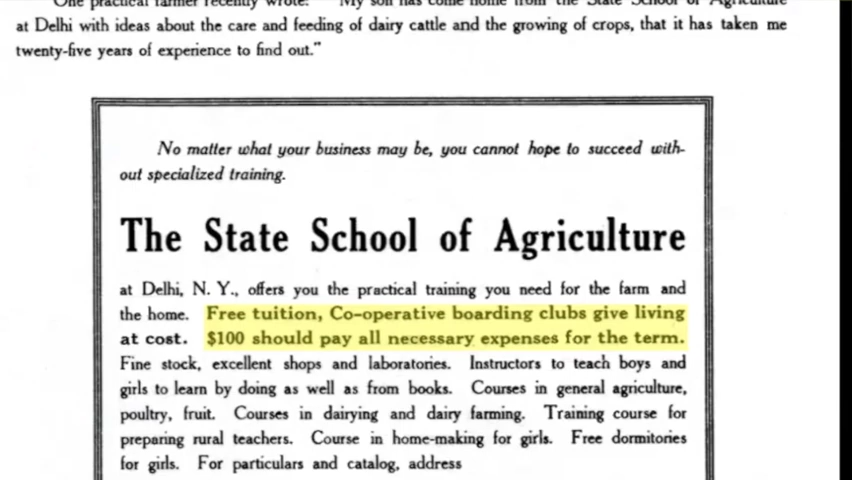 "One practical farmer recently wrote: "My son has come home from the State School of Agriculture
at Delhi with ideas about the care and feeding of dairy cattle and the growing of crops, that it has taken me
twenty-five years of experience to find out."
No matter what your business may be, you cannot hope to succeed with-
out specialized training.
The State School of Agriculture
at Delhi, N. Y., offers you the practical training you need for the farm and
the home. Free tuition, Co-operative boarding clubs give living
at cost. $100 should pay all necessary expenses for the term.
Fine stock, excellent shops and laboratories. Instructors to teach boys and
girls to learn by doing as well as from books. Courses in general agriculture,
poultry, fruit. Courses in dairying and dairy farming. Training course for
preparing rural teachers. Course in home-making for girls. Free dormitories
for girls. For particulars and catalog, address